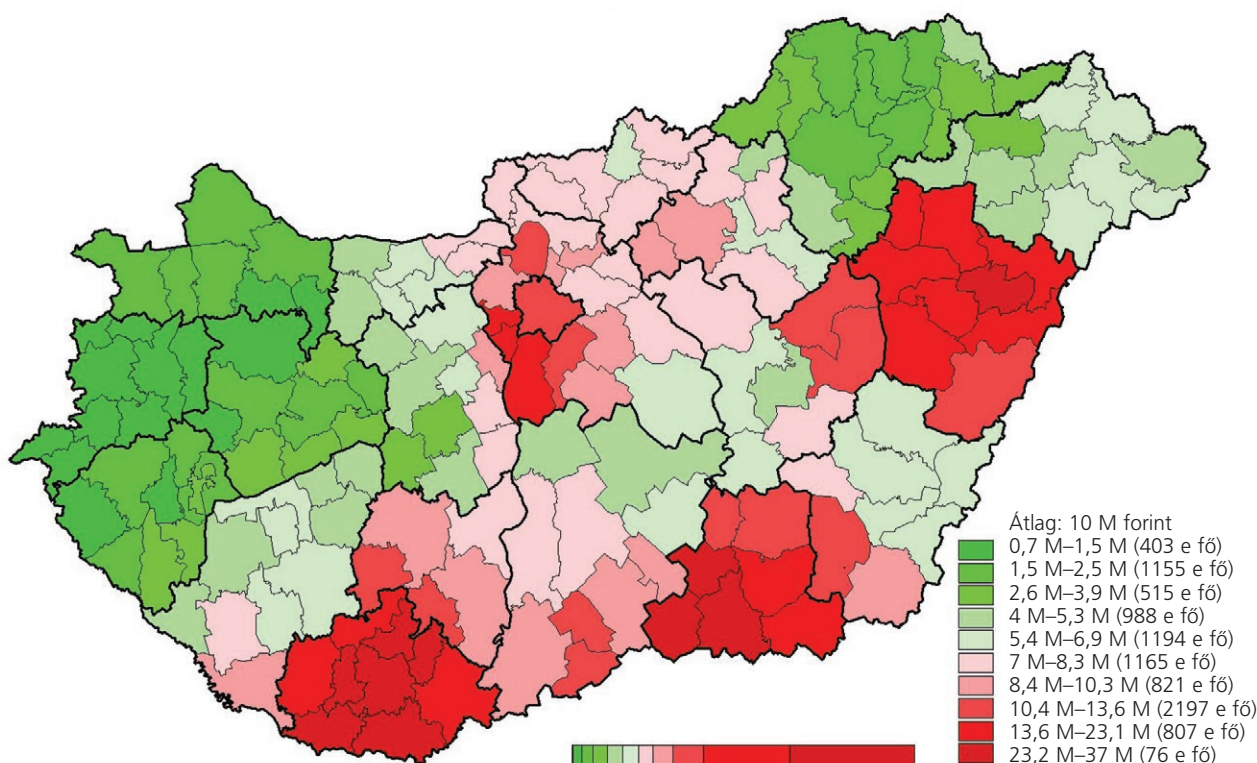 Átlag: 10 M forint
0,7 M–1,5 M (403 e fő)
1,5 M–2,5 M (1155 e fő)
2,6 M–3,9 M (515 e fő)
4 M–5,3 M (988 e fő)
5,4 M–6,9 M (1194 e fő)
7 M–8,3 M (1165 e fő)
8,4 M–10,3 M (821 e fő)
10,4 M–13,6 M (2197 e fő)
13,6 M–23,1 M (807 e fő)
23,2 M–37 M (76 e fő)